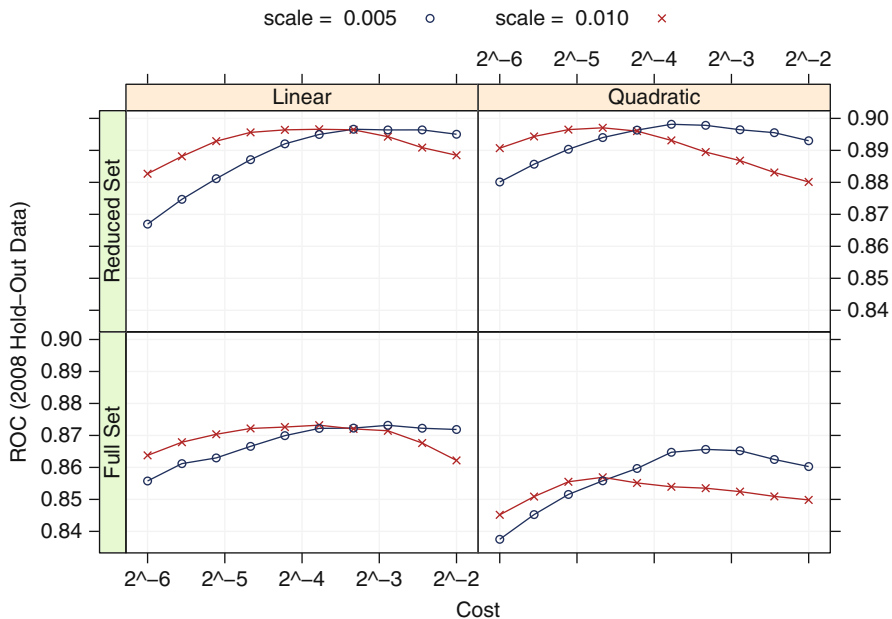 scale = 0.005 scale = 0.010
2^−6 2^−5 2^−4 2^−3 2^−2
Linear Quadratic
Reduced Set
0.90
0.89
0.88
0.87
0.86
0.85
0.84
ROC (2008 Hold−Out Data)
Full Set
0.90
0.89
0.88
0.87
0.86
0.85
0.84
2^−6 2^−5 2^−4 2^−3 2^−2
Cost